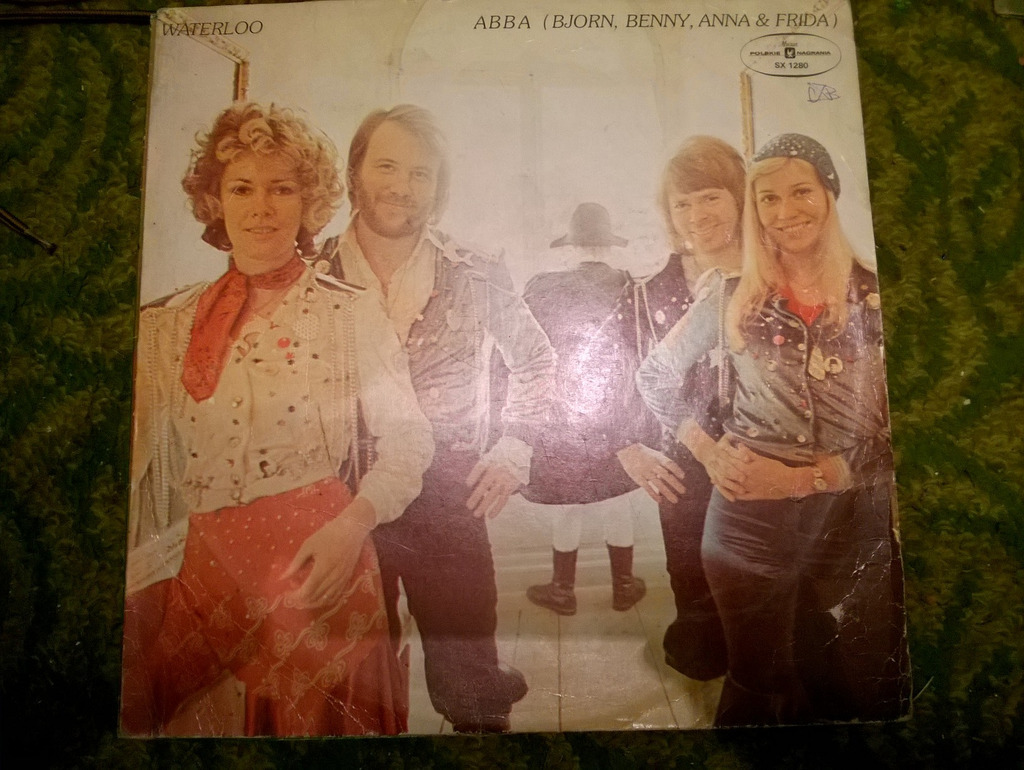 WATERLOO
ABBA (BJORN, BENNY, ANNA & FRIDA)
POLSKIE NAGRANIA
SX 1280